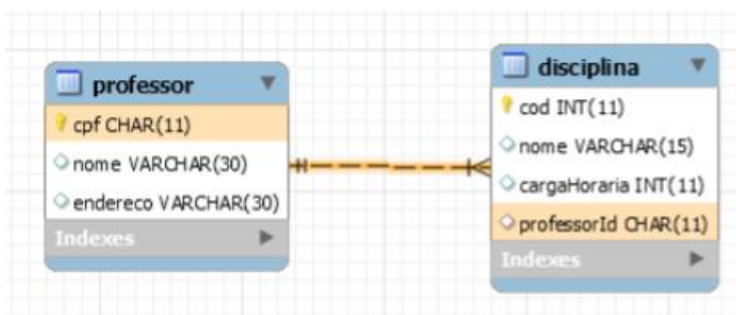 professor
cpf CHAR(11)
nome VARCHAR(30)
endereco VARCHAR(30)
Indexes
disciplina
cod INT(11)
nome VARCHAR(15)
cargaHoraria INT(11)
professorId CHAR(11)
Indexes